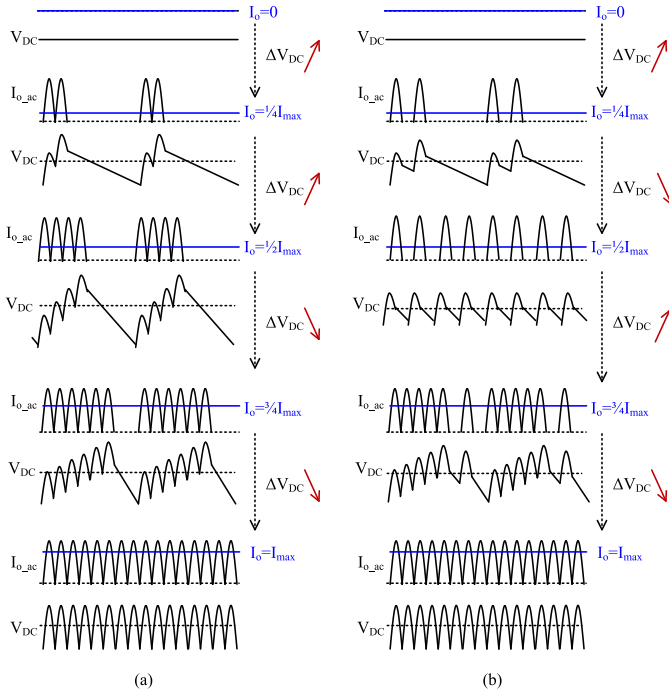 Io=0
VDC
ΔVDC
Io_ac
Io=¼Imax
VDC
ΔVDC
Io_ac
Io=½Imax
VDC
ΔVDC
Io_ac
Io=¾Imax
VDC
ΔVDC
Io_ac
Io=Imax
VDC
(a)
Io=0
VDC
ΔVDC
Io_ac
Io=¼Imax
VDC
ΔVDC
Io_ac
Io=½Imax
VDC
ΔVDC
Io_ac
Io=¾Imax
VDC
ΔVDC
Io_ac
Io=Imax
VDC
(b)